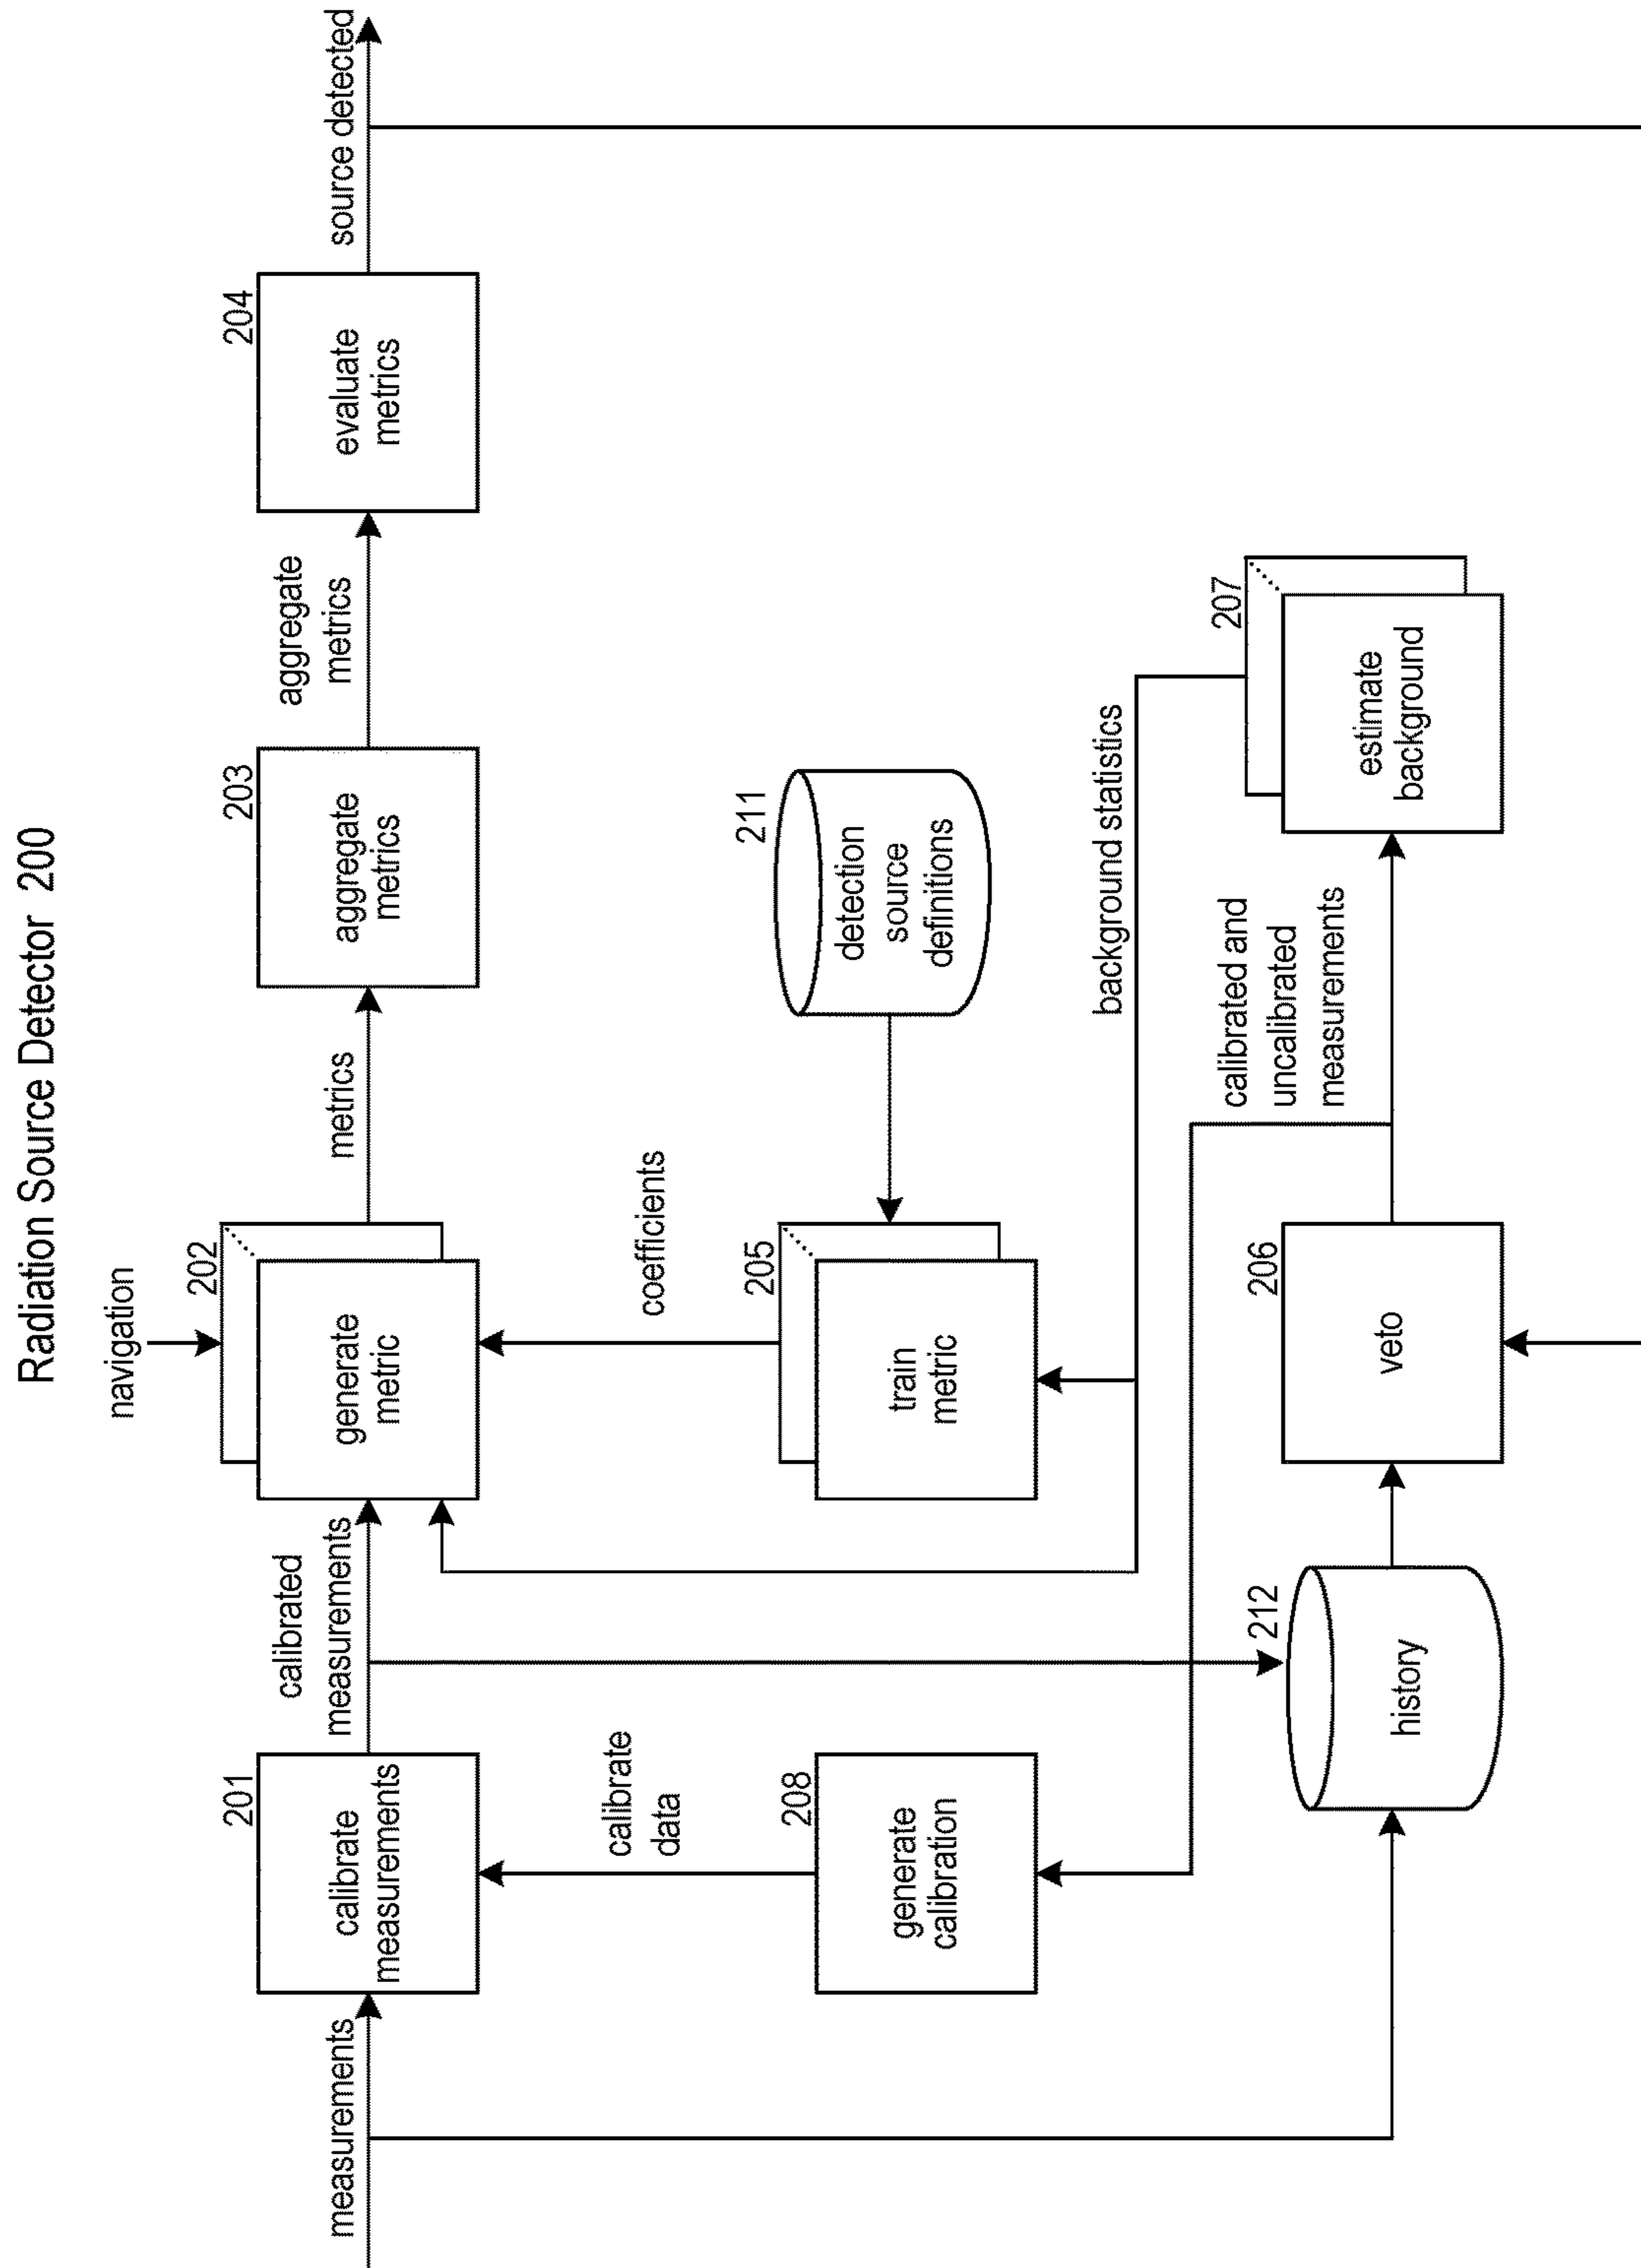 Radiation Source Detector 200
navigation
measurements
201
calibrate
measurements
calibrated
measurements
202
generate
metric
metrics
203
aggregate
metrics
aggregate
metrics
204
evaluate
metrics
source detected
calibrate
data
coefficients
208
generate
calibration
205
train
metric
211
detection
source
definitions
background statistics
212
history
206
veto
calibrated and
uncalibrated
measurements
207
estimate
background